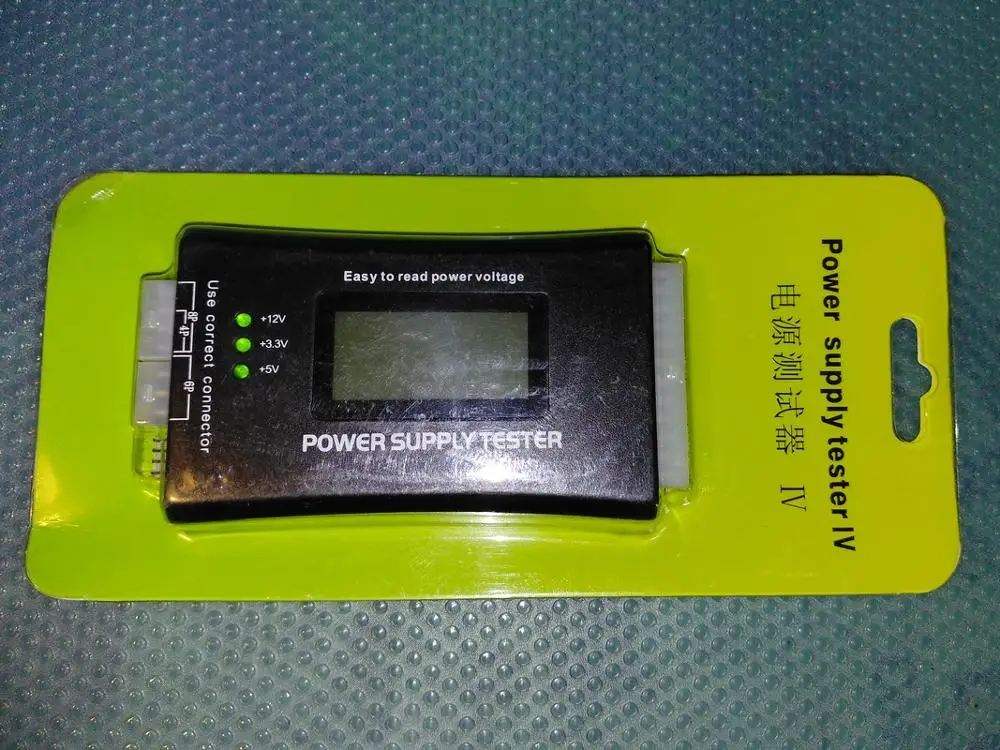 Easy to read power voltage
Use correct connector
8P
4P
6P
+12V
+3.3V
+5V
POWER SUPPLY TESTER
Power supply tester IV
电源测试器 IV